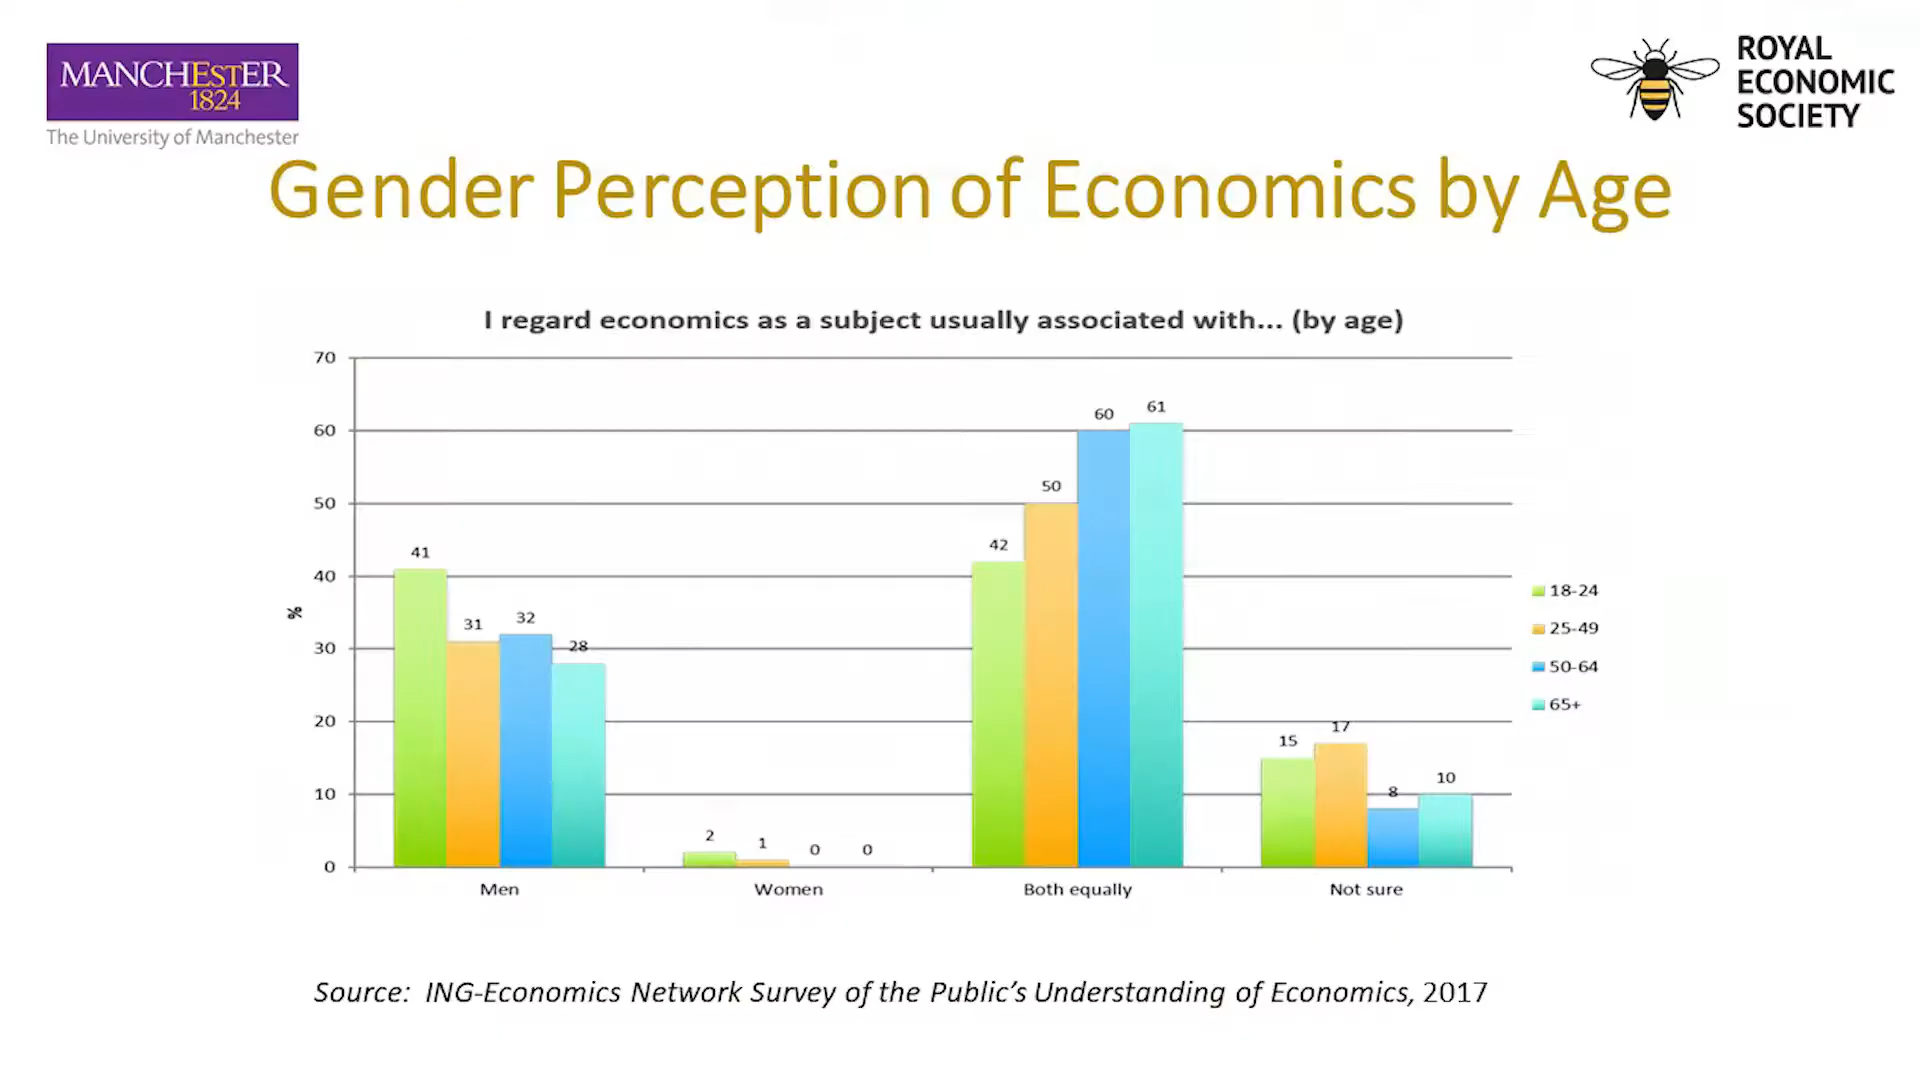 MANCHESTER
1824
The University of Manchester
ROYAL
ECONOMIC
SOCIETY
Gender Perception of Economics by Age
I regard economics as a subject usually associated with... (by age)
70
60
50
40
30
20
10
0
%
41
31
32
28
2
1
0
0
42
50
60
61
15
17
8
10
Men
Women
Both equally
Not sure
18-24
25-49
50-64
65+
Source: ING-Economics Network Survey of the Public’s Understanding of Economics, 2017